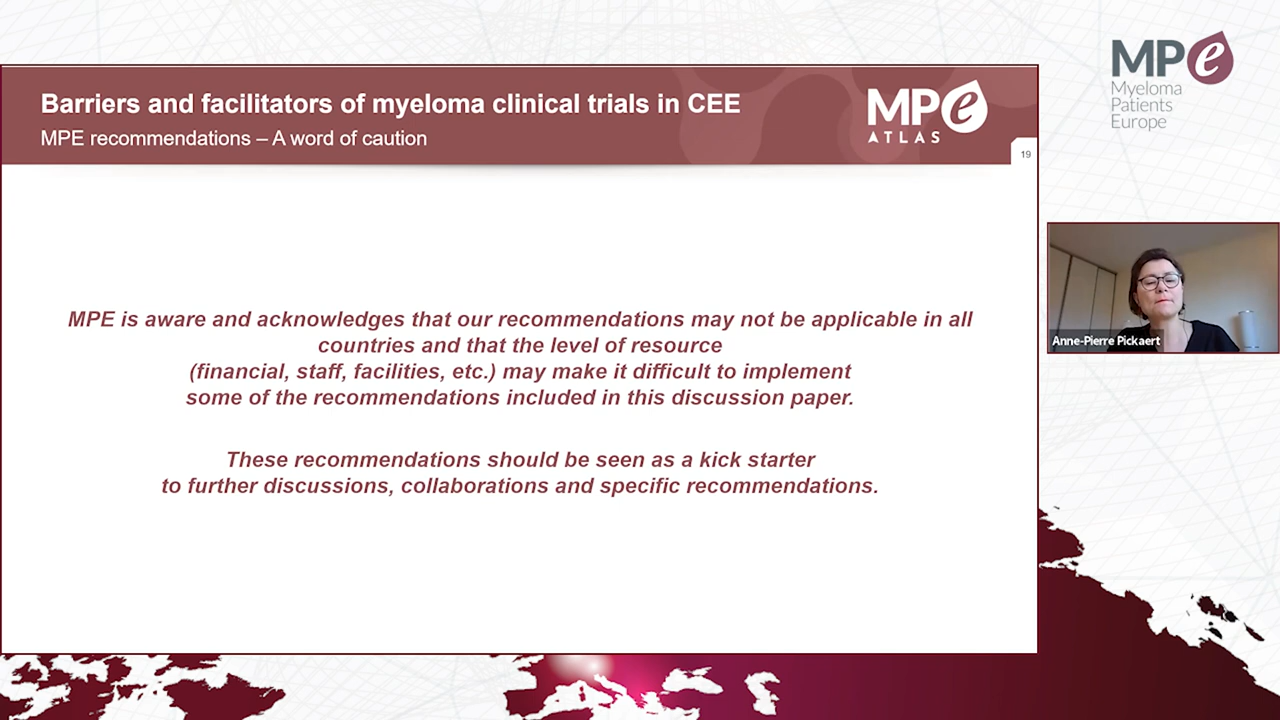 Barriers and facilitators of myeloma clinical trials in CEE
MPE recommendations – A word of caution
MPe
ATLAS
19
MPE is aware and acknowledges that our recommendations may not be applicable in all
countries and that the level of resource
(financial, staff, facilities, etc.) may make it difficult to implement
some of the recommendations included in this discussion paper.
These recommendations should be seen as a kick starter
to further discussions, collaborations and specific recommendations.
MPe
Myeloma
Patients
Europe
Anne-Pierre Pickaert